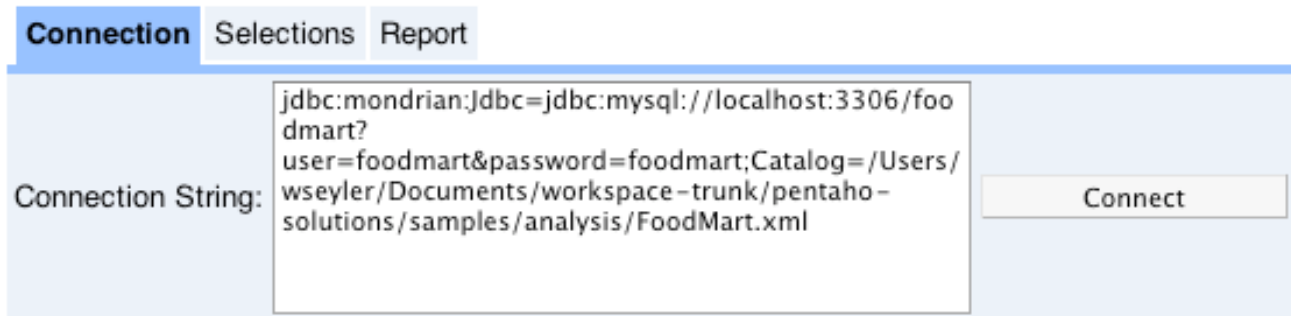 Connection Selections Report
jdbc:mondrian:Jdbc=jdbc:mysql://localhost:3306/foo
dmart?
user=foodmart&password=foodmart;Catalog=/Users/
Connection String: wseyler/Documents/workspace-trunk/pentaho- Connect
solutions/samples/analysis/FoodMart.xml